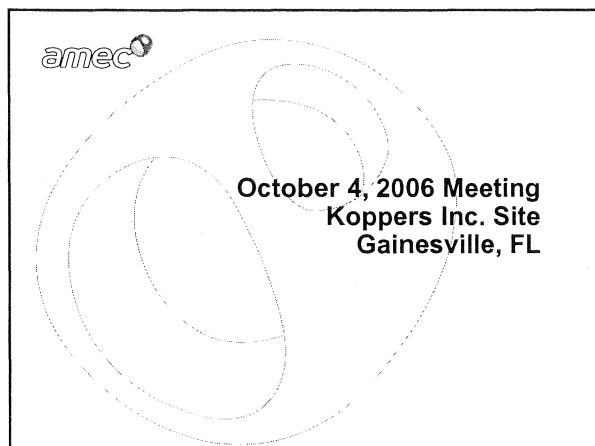 amec
October 4, 2006 Meeting
Koppers Inc. Site
Gainesville, FL